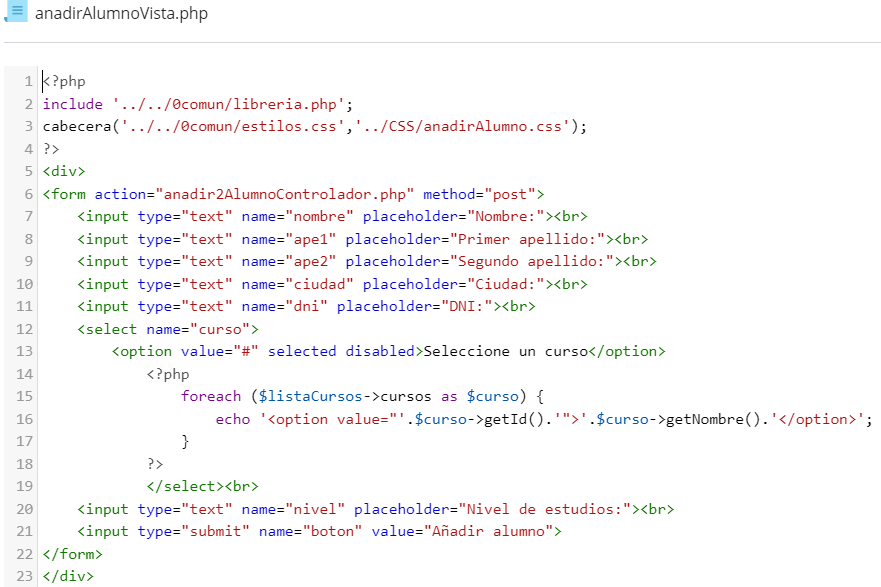 anadirAlumnoVista.php
1 <?php
2 include '../../0comun/libreria.php';
3 cabecera('../../0comun/estilos.css','../CSS/anadirAlumno.css');
4 ?>
5 <div>
6 <form action="anadir2AlumnoControlador.php" method="post">
7     <input type="text" name="nombre" placeholder="Nombre:"><br>
8     <input type="text" name="ape1" placeholder="Primer apellido:"><br>
9     <input type="text" name="ape2" placeholder="Segundo apellido:"><br>
10     <input type="text" name="ciudad" placeholder="Ciudad:"><br>
11     <input type="text" name="dni" placeholder="DNI:"><br>
12     <select name="curso">
13         <option value="#" selected disabled>Seleccione un curso</option>
14             <?php
15                 foreach ($listaCursos->cursos as $curso) {
16                     echo '<option value="'.$curso->getId().'">'.$curso->getNombre().'</option>';
17                 }
18             ?>
19             </select><br>
20     <input type="text" name="nivel" placeholder="Nivel de estudios:"><br>
21     <input type="submit" name="boton" value="Añadir alumno">
22 </form>
23 </div>